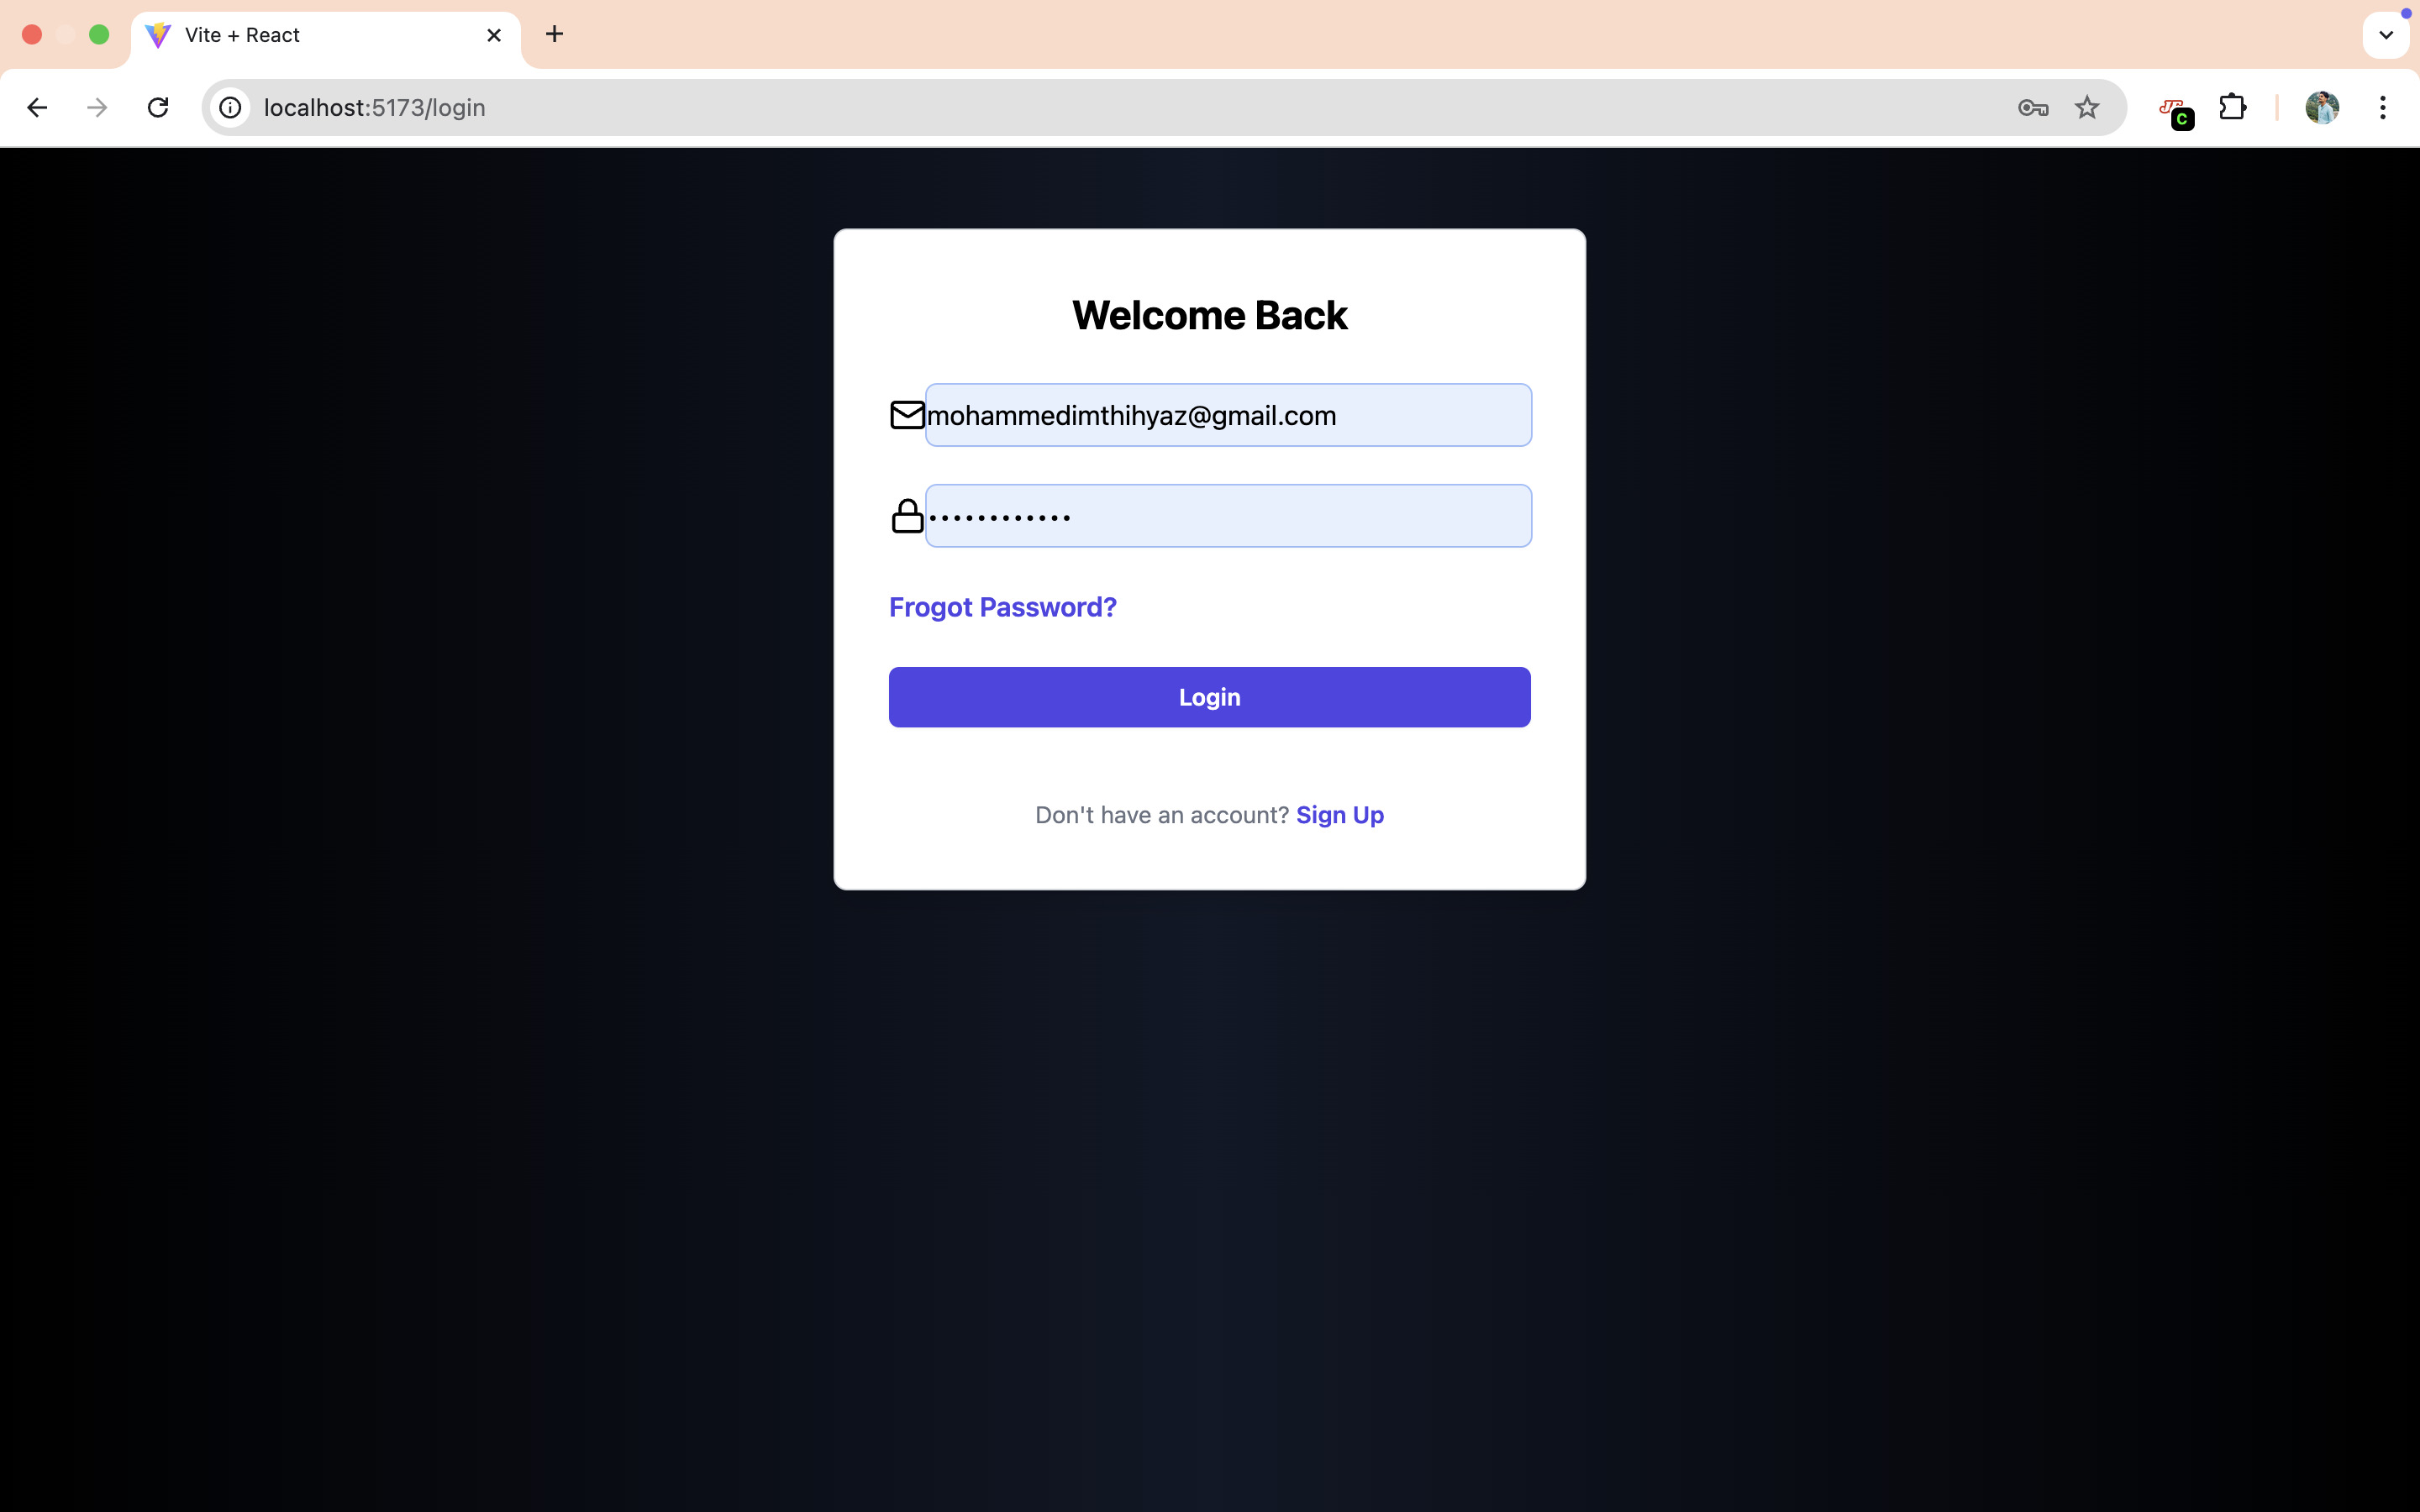 Vite + React
localhost:5173/login
C
Welcome Back
mohammedimthihyaz@gmail.com
••••••••••••
Frogot Password?
Login
Don't have an account? Sign Up